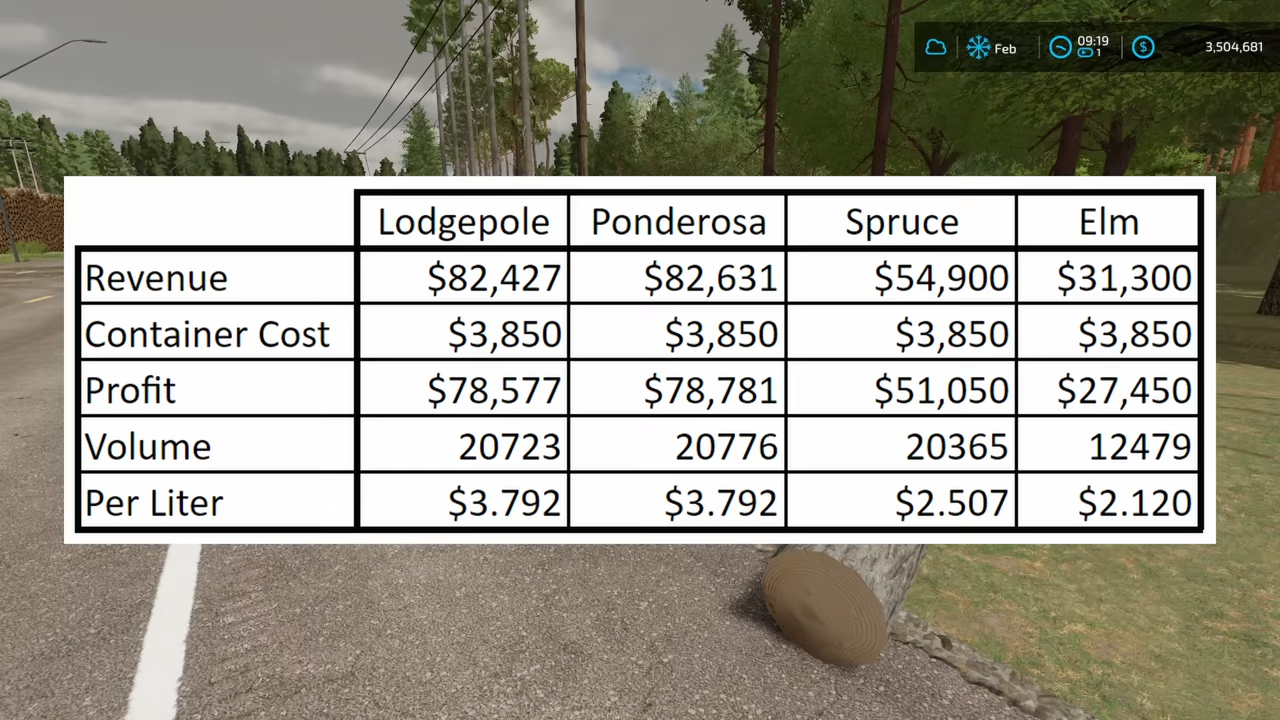 Feb 09:19 1 $ 3,504,681
Lodgepole Ponderosa Spruce Elm
Revenue $82,427 $82,631 $54,900 $31,300
Container Cost $3,850 $3,850 $3,850 $3,850
Profit $78,577 $78,781 $51,050 $27,450
Volume 20723 20776 20365 12479
Per Liter $3.792 $3.792 $2.507 $2.120